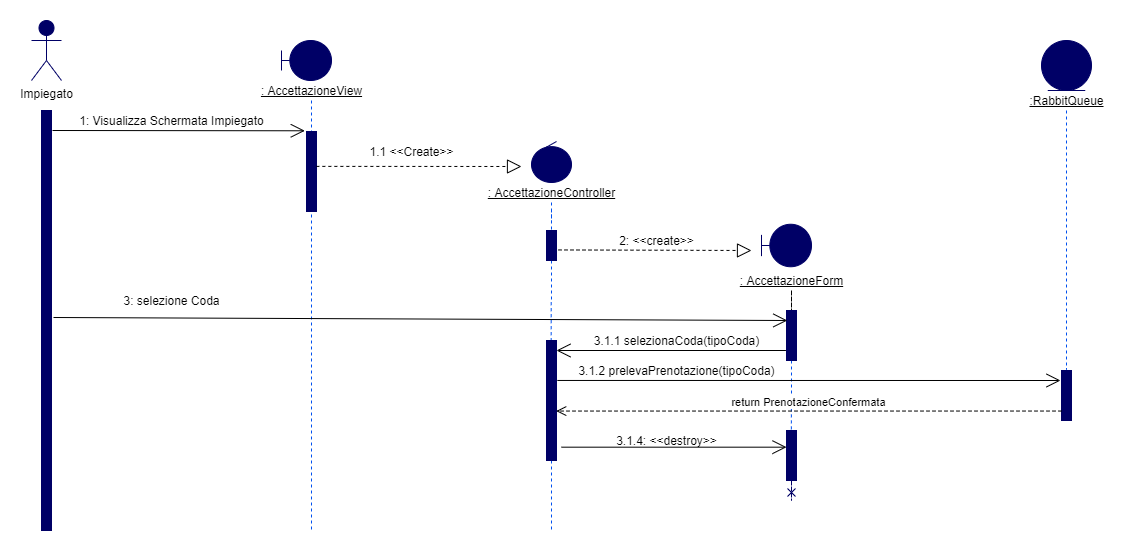 Impiegato
: AccettazioneView
:RabbitQueue
1: Visualizza Schermata Impiegato
1.1 <<Create>>
: AccettazioneController
2: <<create>>
: AccettazioneForm
3: selezione Coda
3.1.1 selezionaCoda(tipoCoda)
3.1.2 prelevaPrenotazione(tipoCoda)
return PrenotazioneConfermata
3.1.4: <<destroy>>